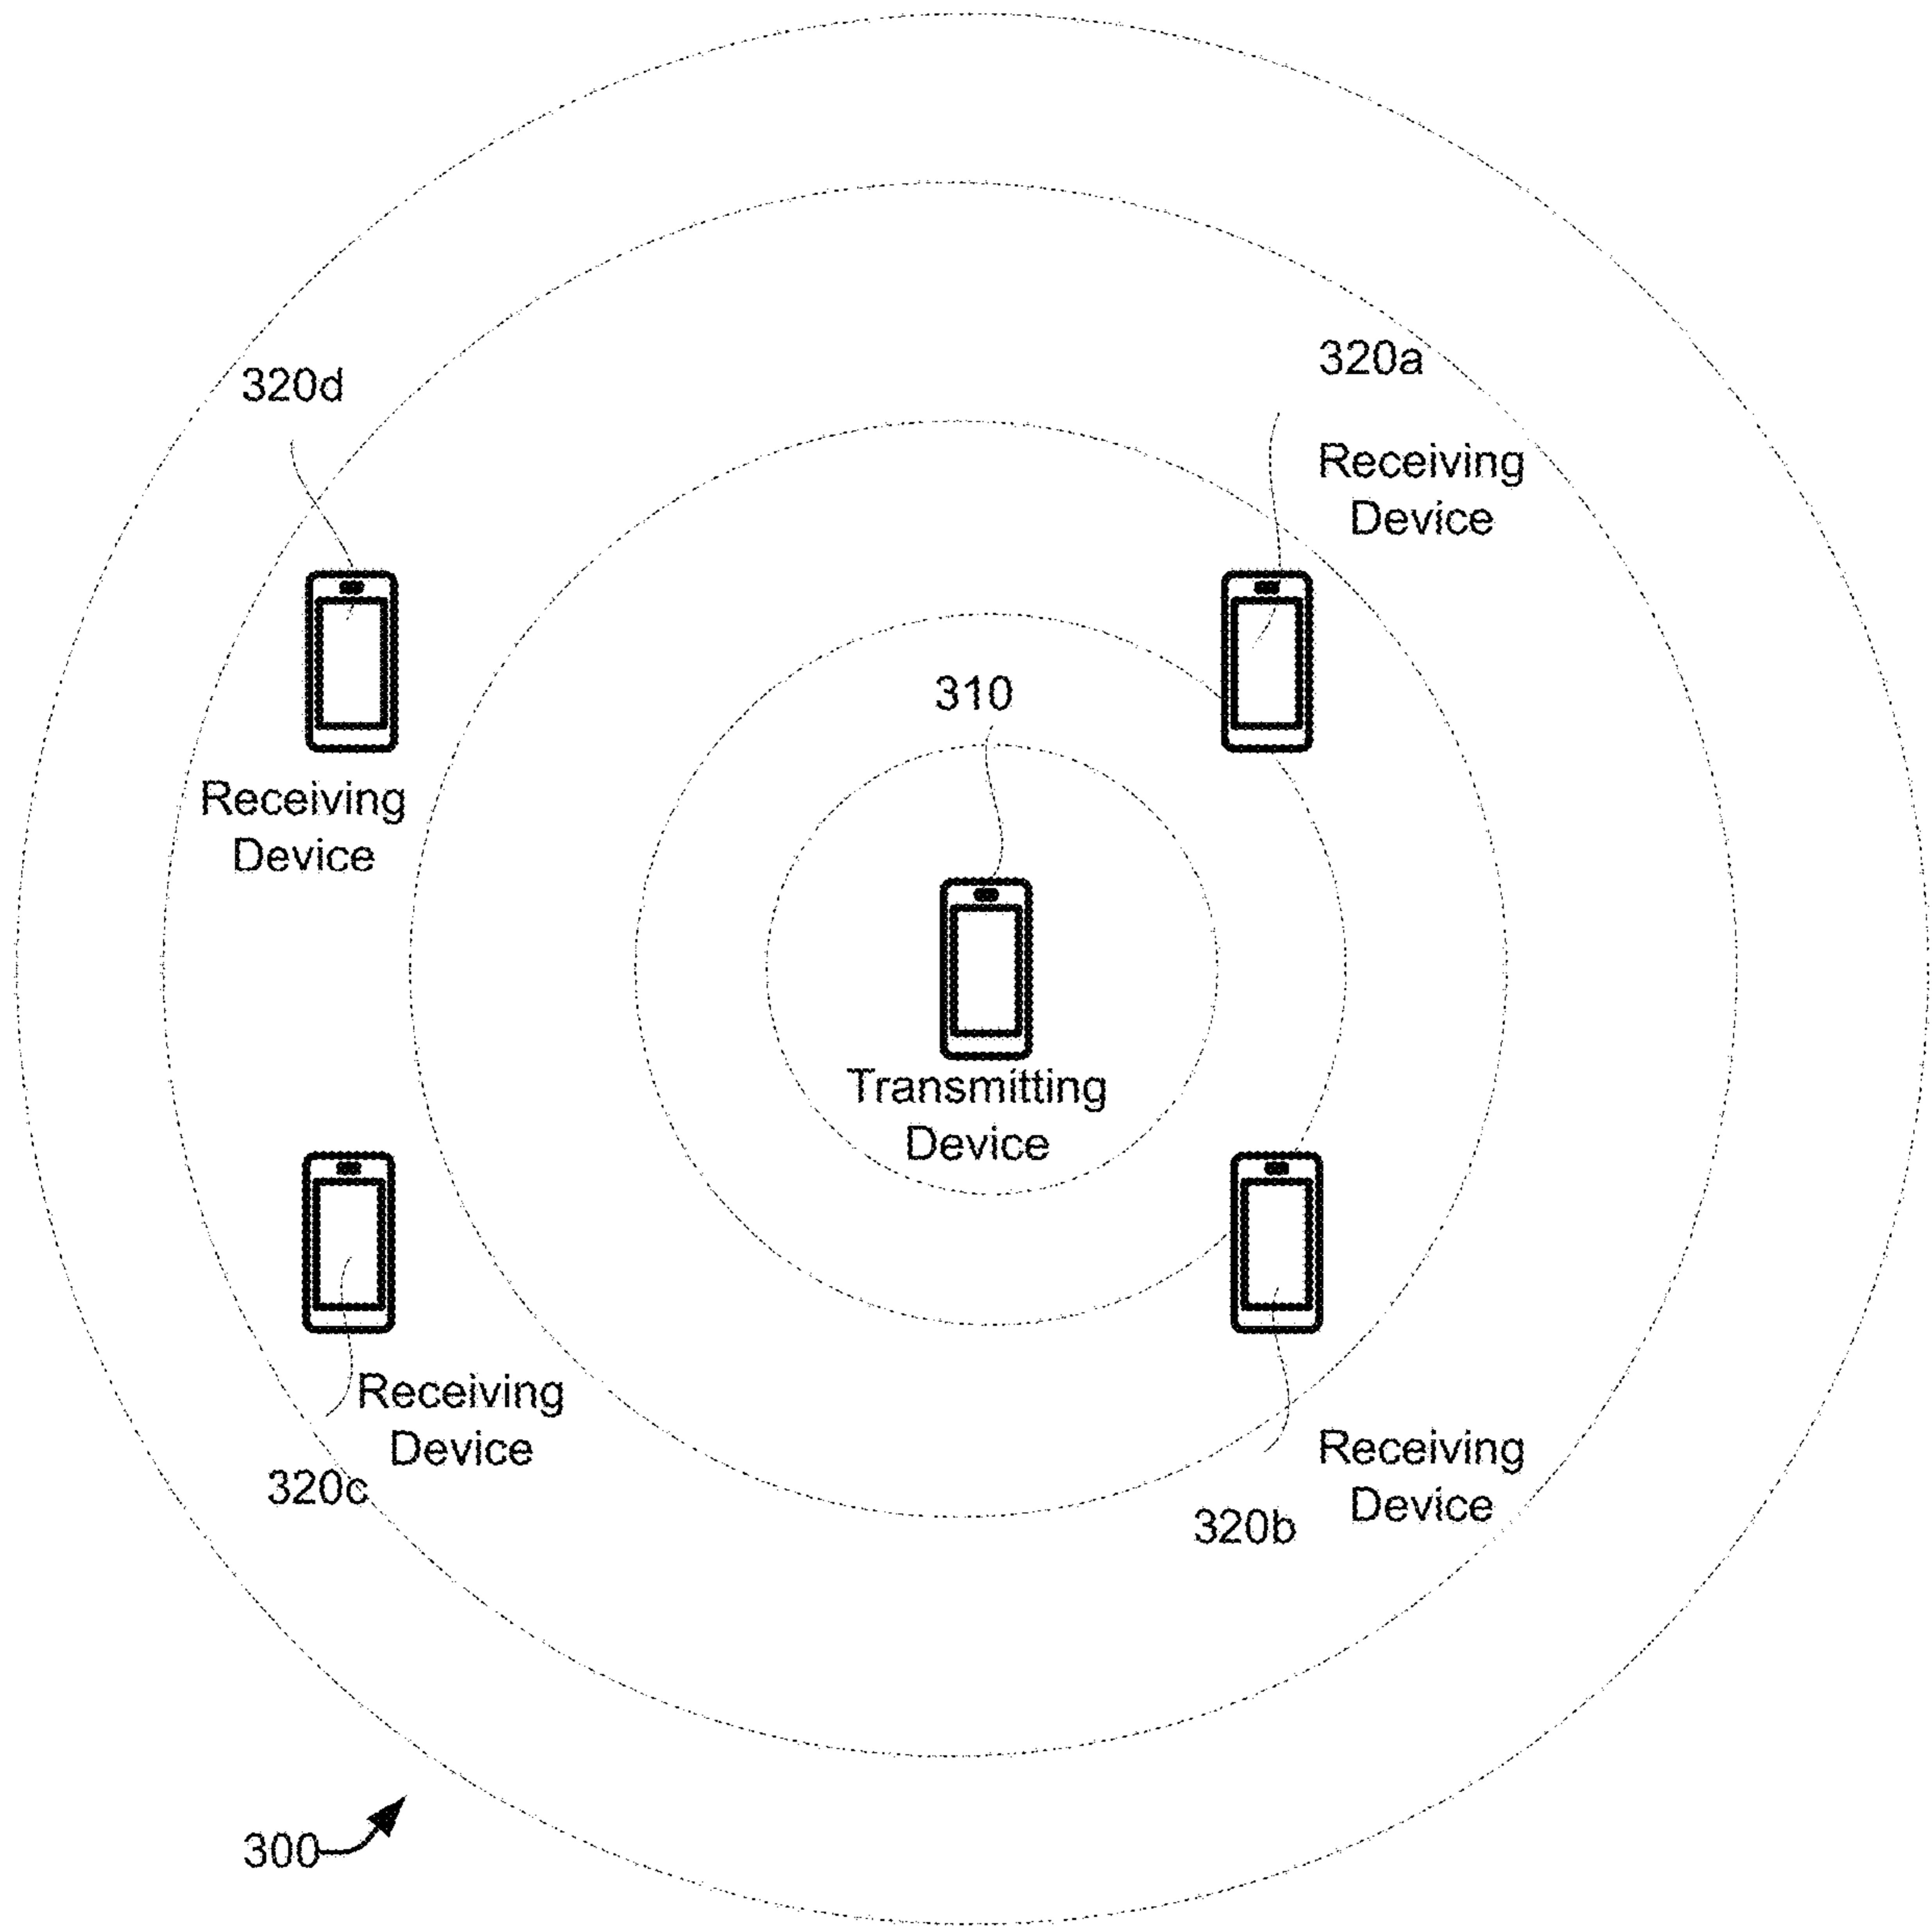 320a
320d
Receiving
Device
310
Receiving
Device
Transmitting
Device
Receiving
Device
320c
Receiving
Device
320b
300